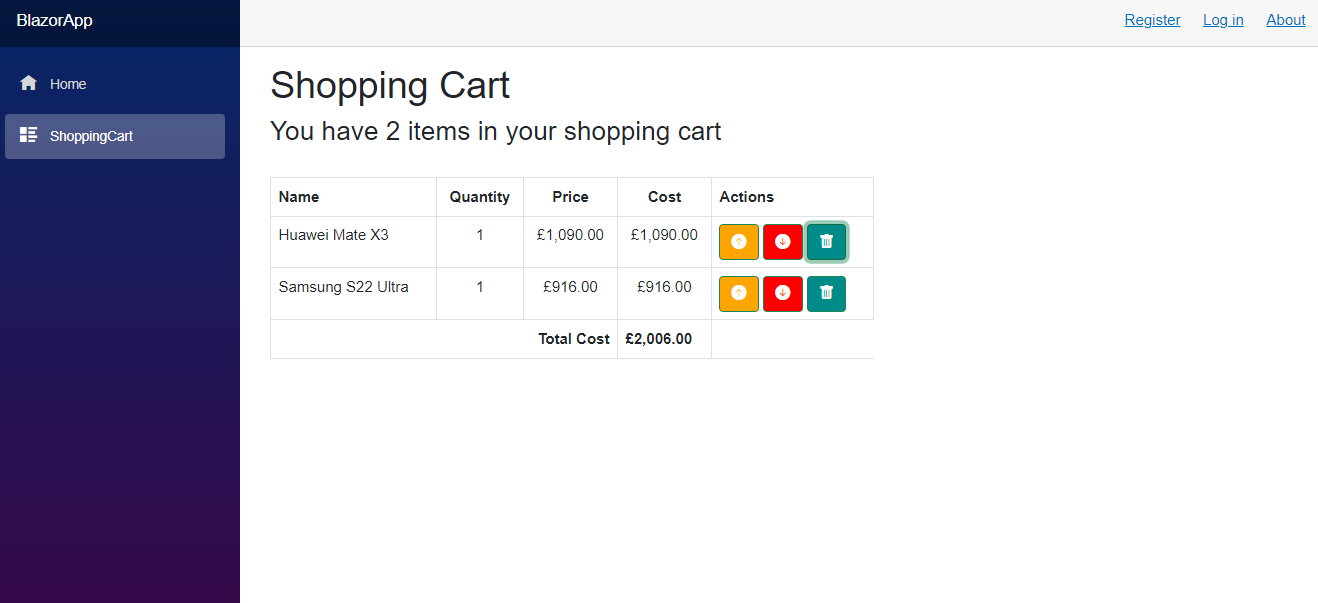 BlazorApp
Register Log in About
Home
ShoppingCart
Shopping Cart
You have 2 items in your shopping cart
Name Quantity Price Cost Actions
Huawei Mate X3 1 £1,090.00 £1,090.00
Samsung S22 Ultra 1 £916.00 £916.00
Total Cost £2,006.00